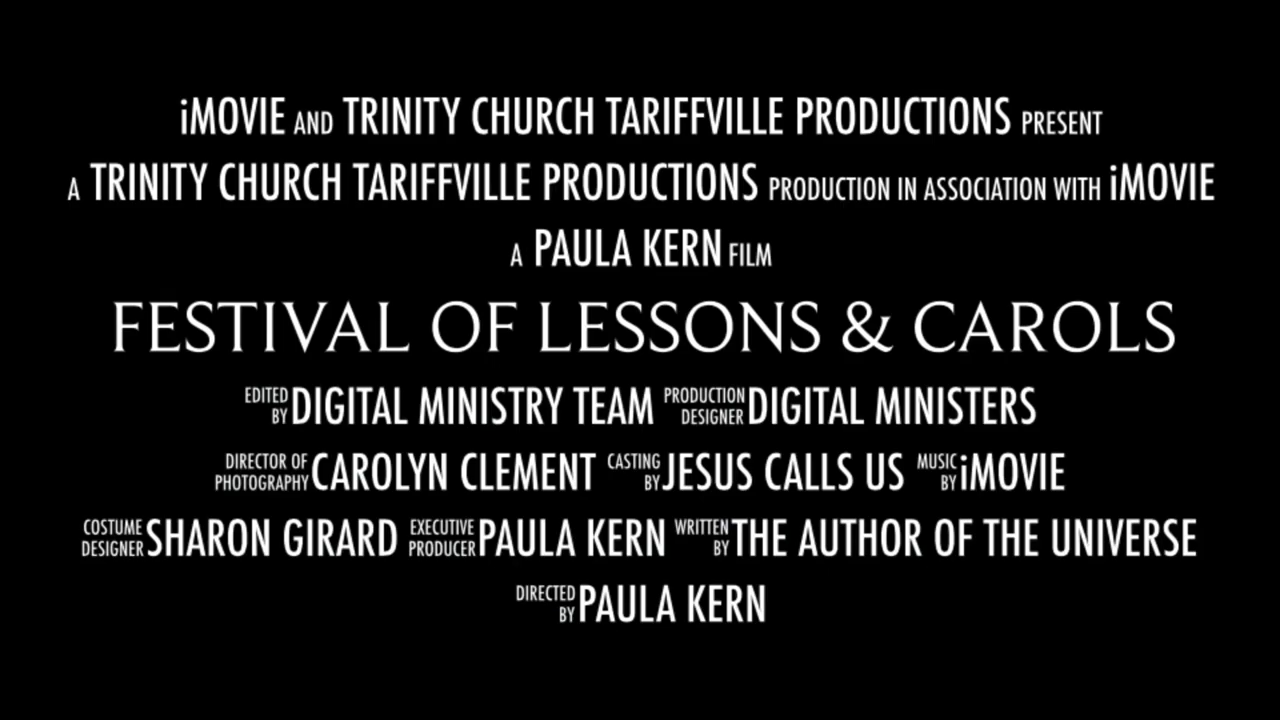 iMOVIE AND TRINITY CHURCH TARIFFVILLE PRODUCTIONS PRESENT
A TRINITY CHURCH TARIFFVILLE PRODUCTIONS PRODUCTION IN ASSOCIATION WITH iMOVIE
A PAULA KERN FILM
FESTIVAL OF LESSONS & CAROLS
EDITED BY DIGITAL MINISTRY TEAM PRODUCTION DESIGNER DIGITAL MINISTERS
DIRECTOR OF PHOTOGRAPHY CAROLYN CLEMENT CASTING BY JESUS CALLS US MUSIC BY iMOVIE
COSTUME DESIGNER SHARON GIRARD EXECUTIVE PRODUCER PAULA KERN WRITTEN BY THE AUTHOR OF THE UNIVERSE
DIRECTED BY PAULA KERN